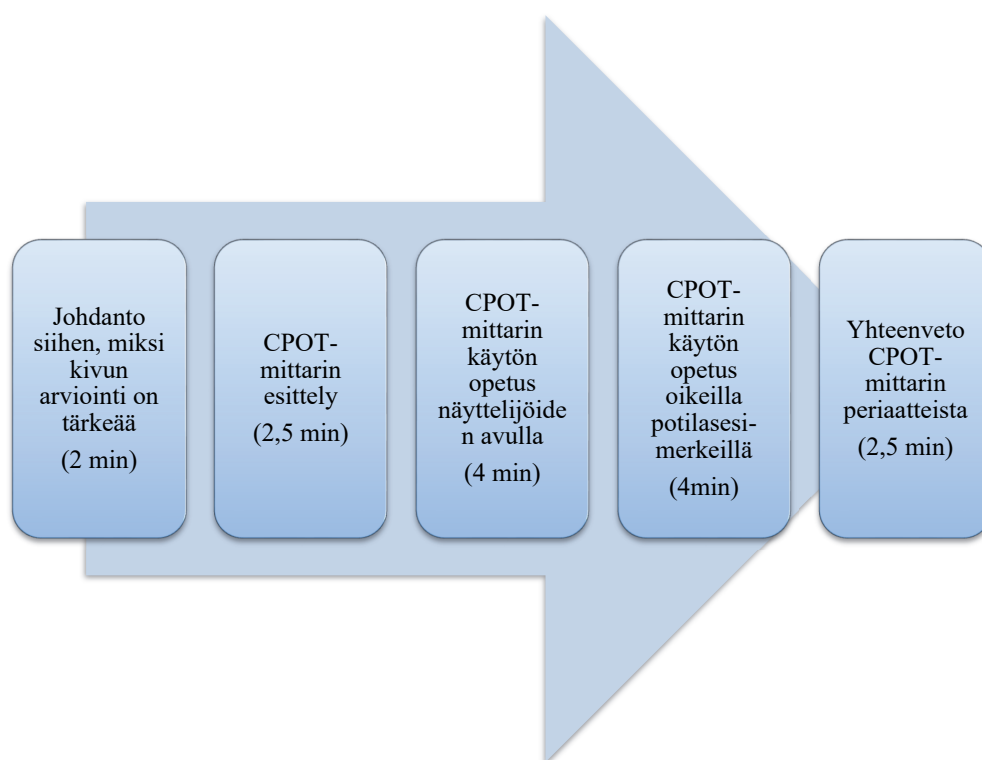 Johdanto
siihen, miksi
kivun
arviointi on
tärkeää
(2 min)
CPOT-
mittarin
esittely
(2,5 min)
CPOT-
mittarin
käytön
opetus
näyttelijöide
n avulla
(4 min)
CPOT-
mittarin
käytön
opetus
oikeilla
potilasesi-
merkeillä
(4min)
Yhteenveto
CPOT-
mittarin
periaatteista
(2,5 min)